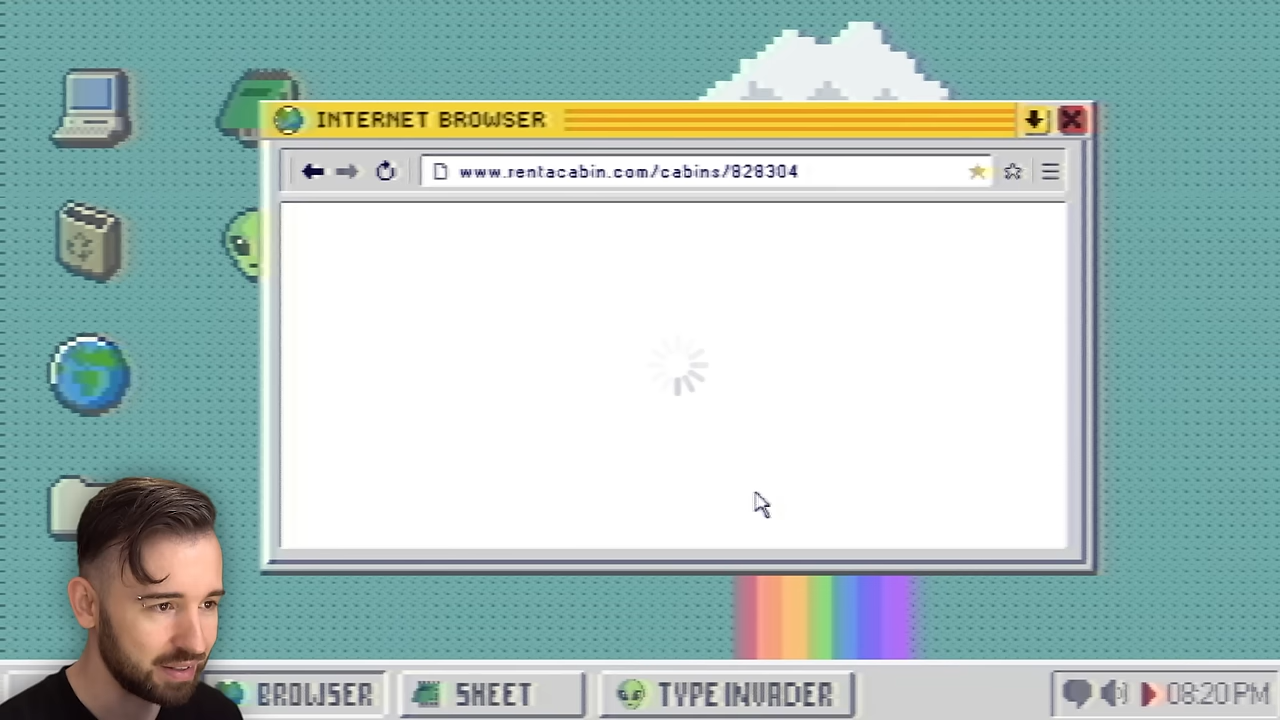 INTERNET BROWSER
www.rentacabin.com/cabins/828304
BROWSER
SHEET
TYPE INVADER
08:20 PM